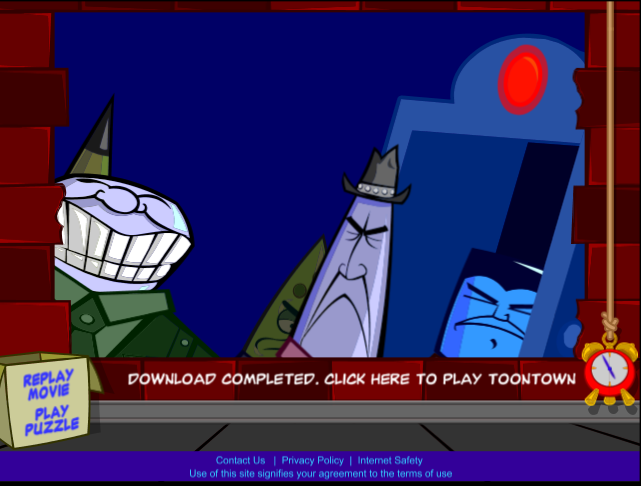 DOWNLOAD COMPLETED. CLICK HERE TO PLAY TOONTOWN
REPLAY
MOVIE
PLAY
PUZZLE
Contact Us | Privacy Policy | Internet Safety
Use of this site signifies your agreement to the terms of use